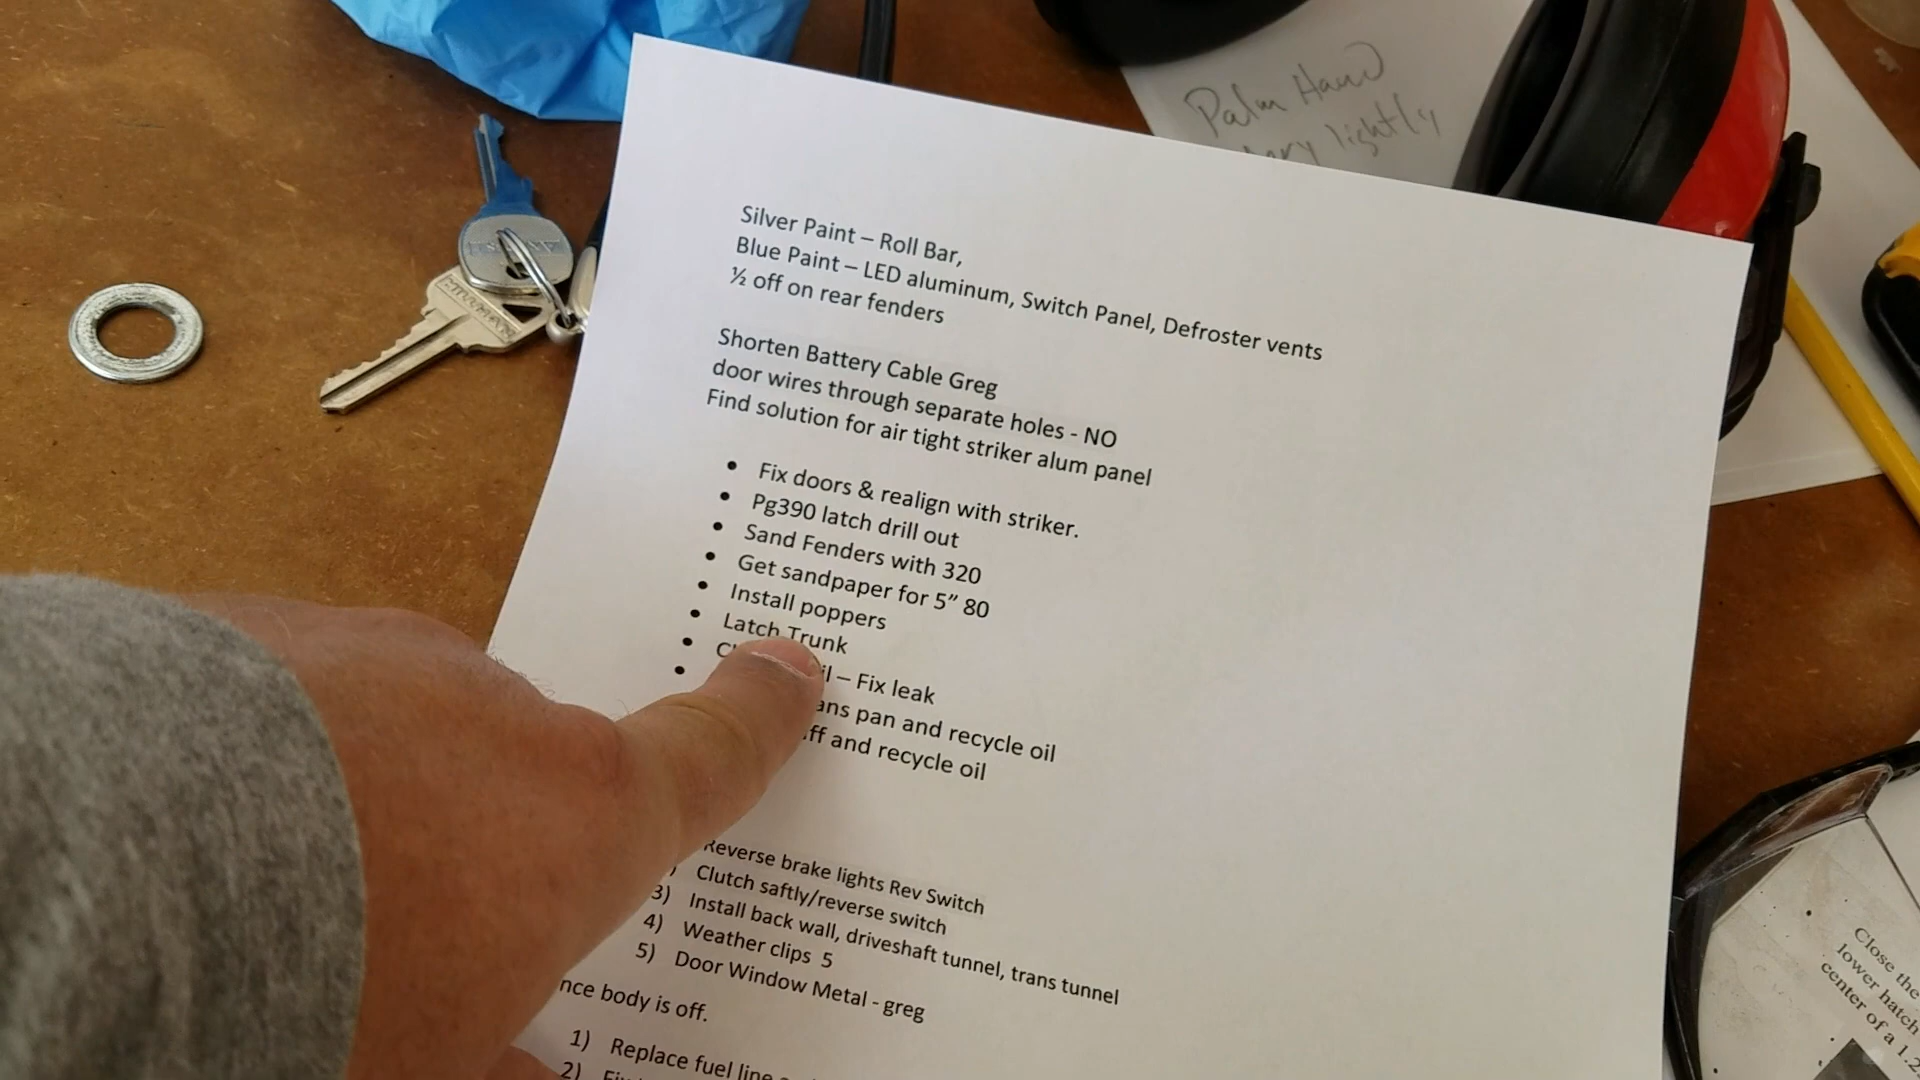 Palm Hand
lightly
Silver Paint – Roll Bar,
Blue Paint – LED aluminum, Switch Panel, Defroster vents
½ off on rear fenders
Shorten Battery Cable Greg
door wires through separate holes - NO
Find solution for air tight striker alum panel
• Fix doors & realign with striker.
• Pg390 latch drill out
• Sand Fenders with 320
• Get sandpaper for 5” 80
• Install poppers
• Latch Trunk
• – Fix leak
• pan and recycle oil
and recycle oil
Reverse brake lights Rev Switch
) Clutch saftly/reverse switch
3) Install back wall, driveshaft tunnel, trans tunnel
4) Weather clips 5
5) Door Window Metal - greg
nce body is off.
1) Replace fuel line
2)
Close the
lower hatch
center of a 1.2